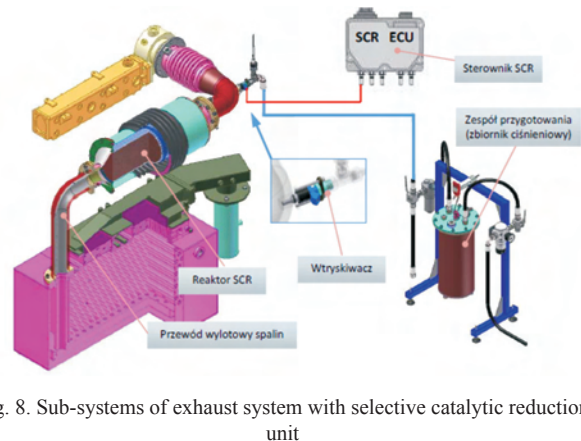 SCR ECU
Sterownik SCR
Zespół przygotowania
(zbiornik ciśnieniowy)
Wtryskiwacz
Reaktor SCR
Przewód wylotowy spalin
g. 8. Sub-systems of exhaust system with selective catalytic reduction
unit